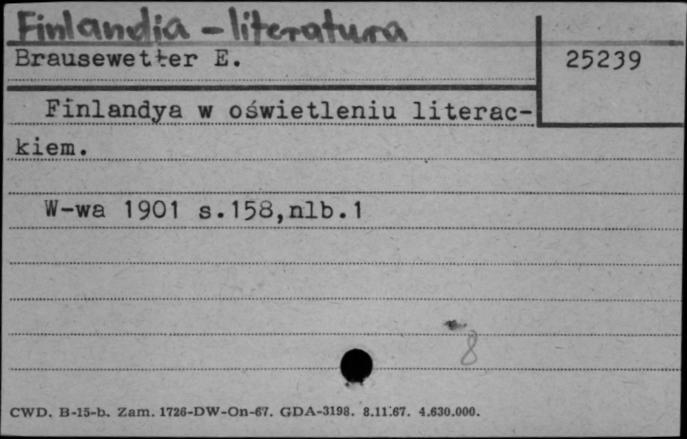 Finlandia - literatura
Brausewetter E.
25239
Finlandya w oświetleniu literac-
kiem.
W-wa 1901 s.158,nlb.1
8
CWD. B-15-b. Zam. 1726-DW-On-67. GDA-3198. 8.11.67. 4.630.000.